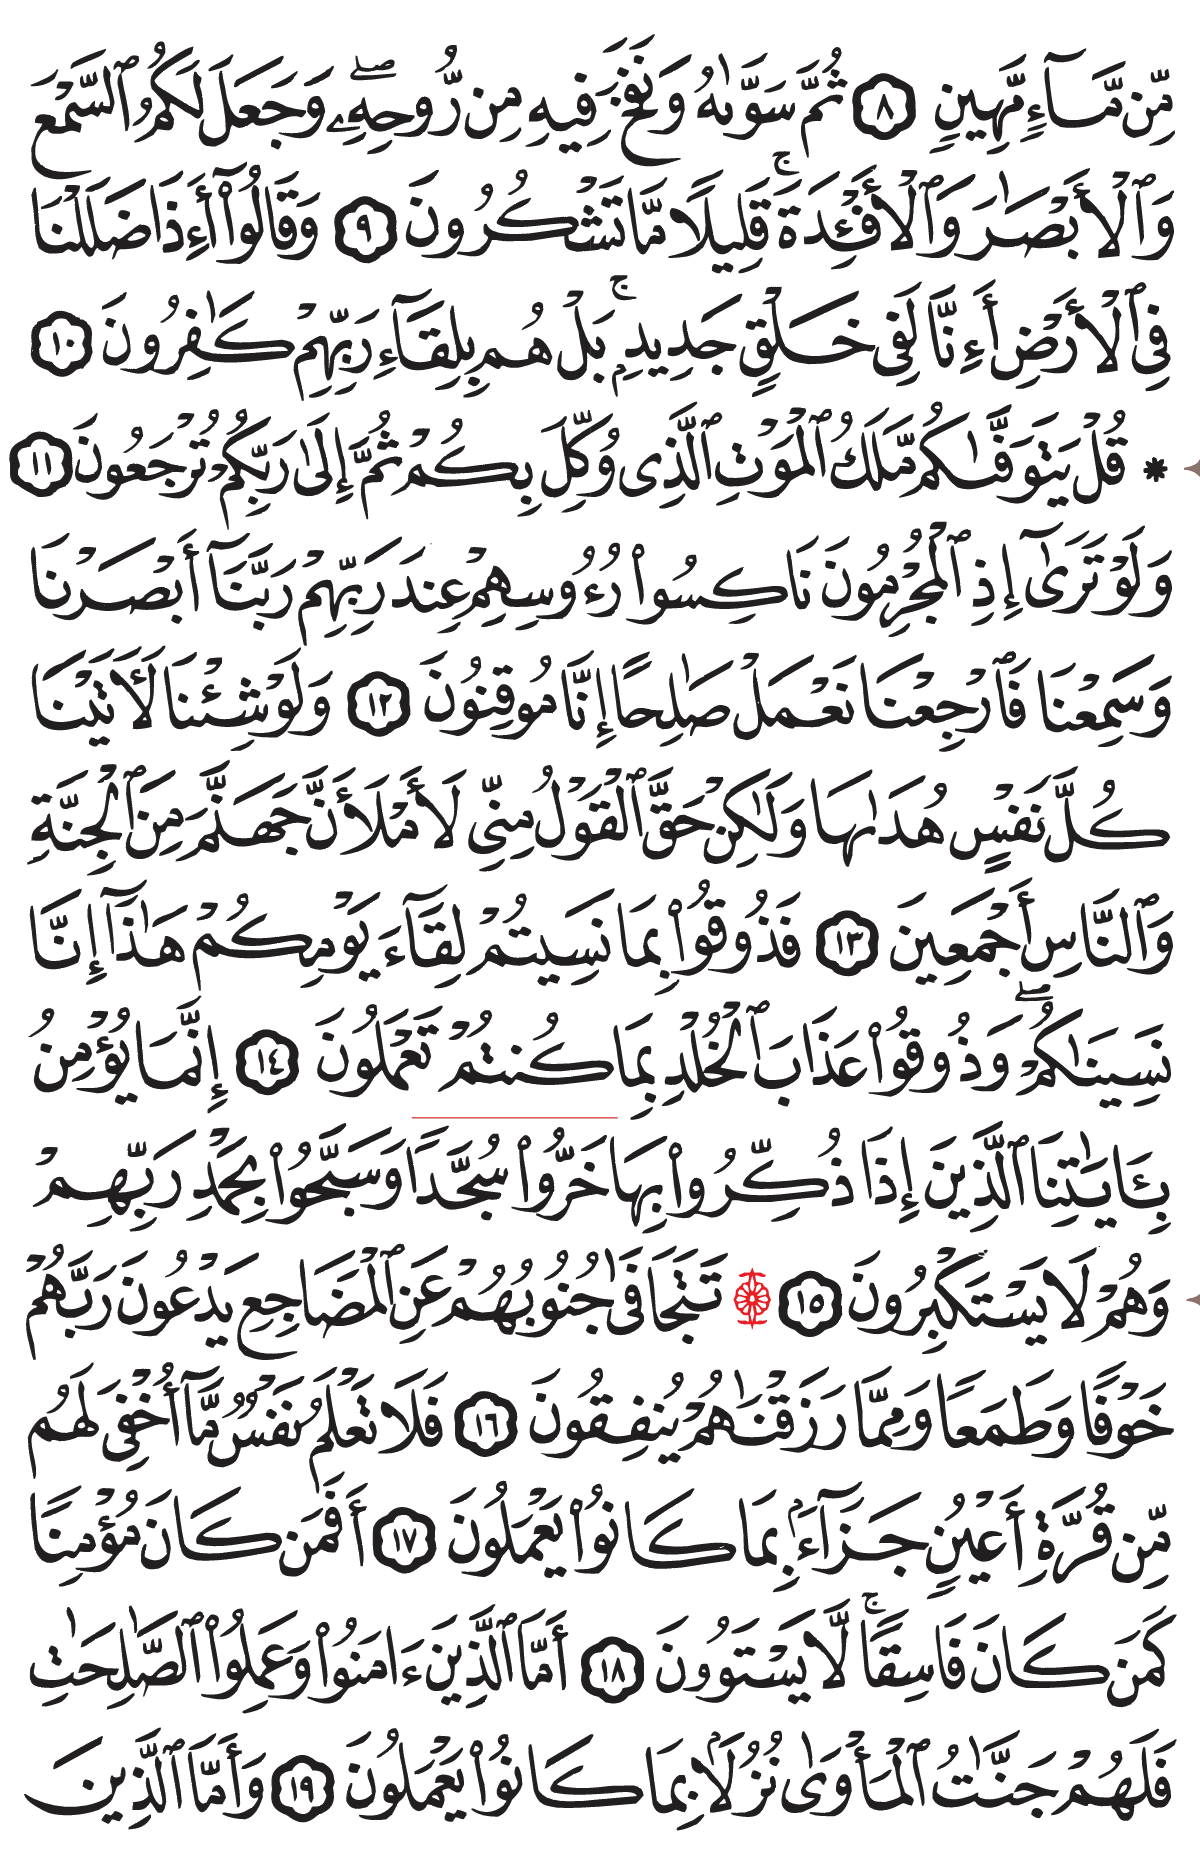 مِّن مَّآءٍ مَّهِينٍ ٨ ثُمَّ سَوَّىٰهُ وَنَفَخَ فِيهِ مِن رُّوحِهِۦۖ وَجَعَلَ لَكُمُ ٱلسَّمْعَ
وَٱلْأَبْصَٰرَ وَٱلْأَفْـِٔدَةَۚ قَلِيلًا مَّا تَشْكُرُونَ ٩ وَقَالُوٓا۟ أَءِذَا ضَلَلْنَا
فِى ٱلْأَرْضِ أَءِنَّا لَفِى خَلْقٍ جَدِيدٍۭۚ بَلْ هُم بِلِقَآءِ رَبِّهِمْ كَٰفِرُونَ ١٠
* قُلْ يَتَوَفَّىٰكُم مَّلَكُ ٱلْمَوْتِ ٱلَّذِى وُكِّلَ بِكُمْ ثُمَّ إِلَىٰ رَبِّكُمْ تُرْجَعُونَ ١١
وَلَوْ تَرَىٰٓ إِذِ ٱلْمُجْرِمُونَ نَاكِسُوا۟ رُءُوسِهِمْ عِندَ رَبِّهِمْ رَبَّنَآ أَبْصَرْنَا
وَسَمِعْنَا فَٱرْجِعْنَا نَعْمَلْ صَٰلِحًا إِنَّا مُوقِنُونَ ١٢ وَلَوْ شِئْنَا لَءَاتَيْنَا
كُلَّ نَفْسٍ هُدَىٰهَا وَلَٰكِنْ حَقَّ ٱلْقَوْلُ مِنِّى لَأَمْلَأَنَّ جَهَنَّمَ مِنَ ٱلْجِنَّةِ
وَٱلنَّاسِ أَجْمَعِينَ ١٣ فَذُوقُوا۟ بِمَا نَسِيتُمْ لِقَآءَ يَوْمِكُمْ هَٰذَآ إِنَّا
نَسِينَٰكُمْۖ وَذُوقُوا۟ عَذَابَ ٱلْخُلْدِ بِمَا كُنتُمْ تَعْمَلُونَ ١٤ إِنَّمَا يُؤْمِنُ
بِـَٔايَٰتِنَا ٱلَّذِينَ إِذَا ذُكِّرُوا۟ بِهَا خَرُّوا۟ سُجَّدًا وَسَبَّحُوا۟ بِحَمْدِ رَبِّهِمْ
وَهُمْ لَا يَسْتَكْبِرُونَ ١٥ تَتَجَافَىٰ جُنُوبُهُمْ عَنِ ٱلْمَضَاجِعِ يَدْعُونَ رَبَّهُمْ
خَوْفًا وَطَمَعًا وَمِمَّا رَزَقْنَٰهُمْ يُنفِقُونَ ١٦ فَلَا تَعْلَمُ نَفْسٌ مَّآ أُخْفِىَ لَهُم
مِّن قُرَّةِ أَعْيُنٍ جَزَآءًۢ بِمَا كَانُوا۟ يَعْمَلُونَ ١٧ أَفَمَن كَانَ مُؤْمِنًا
كَمَن كَانَ فَاسِقًاۚ لَّا يَسْتَوُۥنَ ١٨ أَمَّا ٱلَّذِينَ ءَامَنُوا۟ وَعَمِلُوا۟ ٱلصَّٰلِحَٰتِ
فَلَهُمْ جَنَّٰتُ ٱلْمَأْوَىٰ نُزُلًۢا بِمَا كَانُوا۟ يَعْمَلُونَ ١٩ وَأَمَّا ٱلَّذِينَ